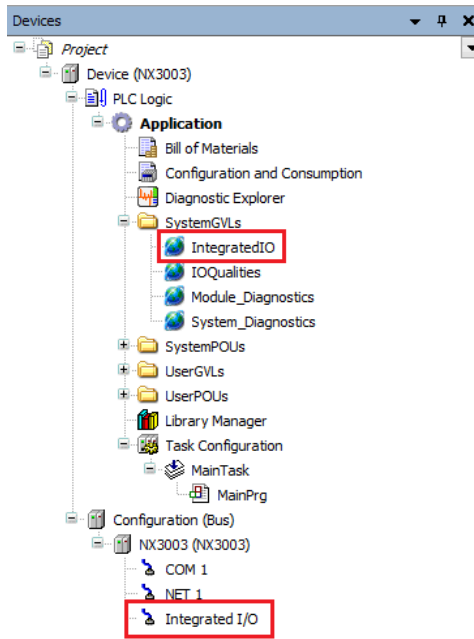 Devices
Project
Device (NX3003)
PLC Logic
Application
Bill of Materials
Configuration and Consumption
Diagnostic Explorer
SystemGVLs
IntegratedIO
IOQualities
Module_Diagnostics
System_Diagnostics
SystemPOUs
UserGVLs
UserPOUs
Library Manager
Task Configuration
MainTask
MainPrg
Configuration (Bus)
NX3003 (NX3003)
COM 1
NET 1
Integrated I/O